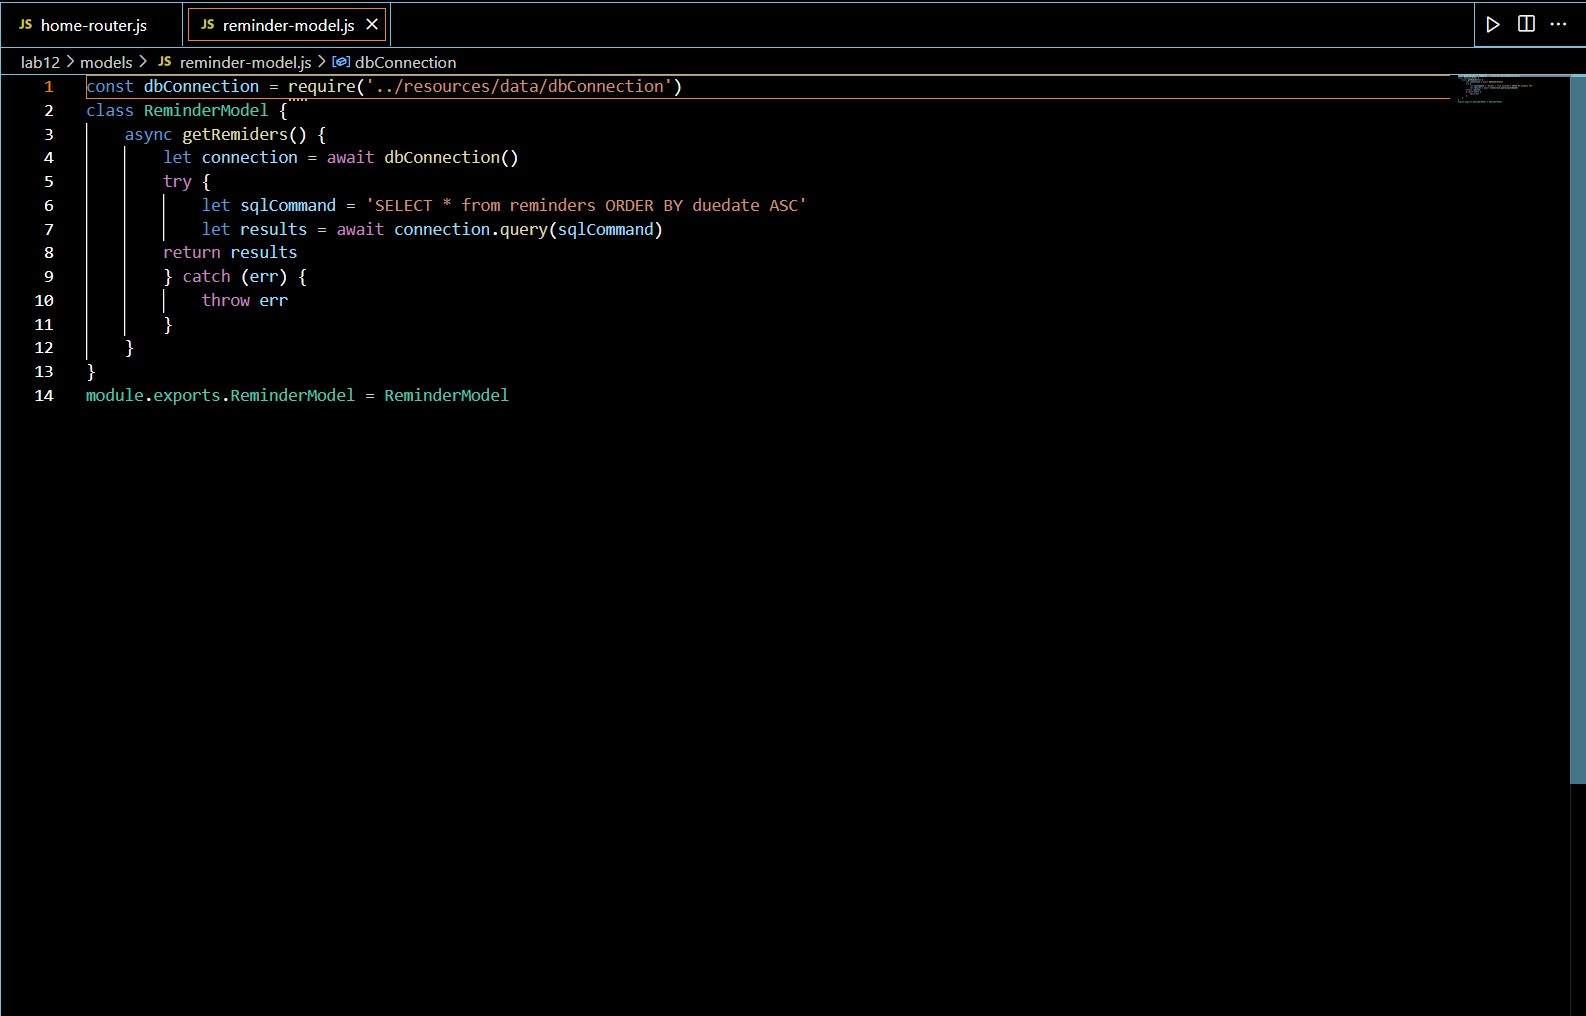 JS home-router.js
JS reminder-model.js
lab12 > models > JS reminder-model.js > dbConnection
1 const dbConnection = require('../resources/data/dbConnection')
2 class ReminderModel {
3 async getRemiders() {
4 let connection = await dbConnection()
5 try {
6 let sqlCommand = 'SELECT * from reminders ORDER BY duedate ASC'
7 let results = await connection.query(sqlCommand)
8 return results
9 } catch (err) {
10 throw err
11 }
12 }
13 }
14 module.exports.ReminderModel = ReminderModel